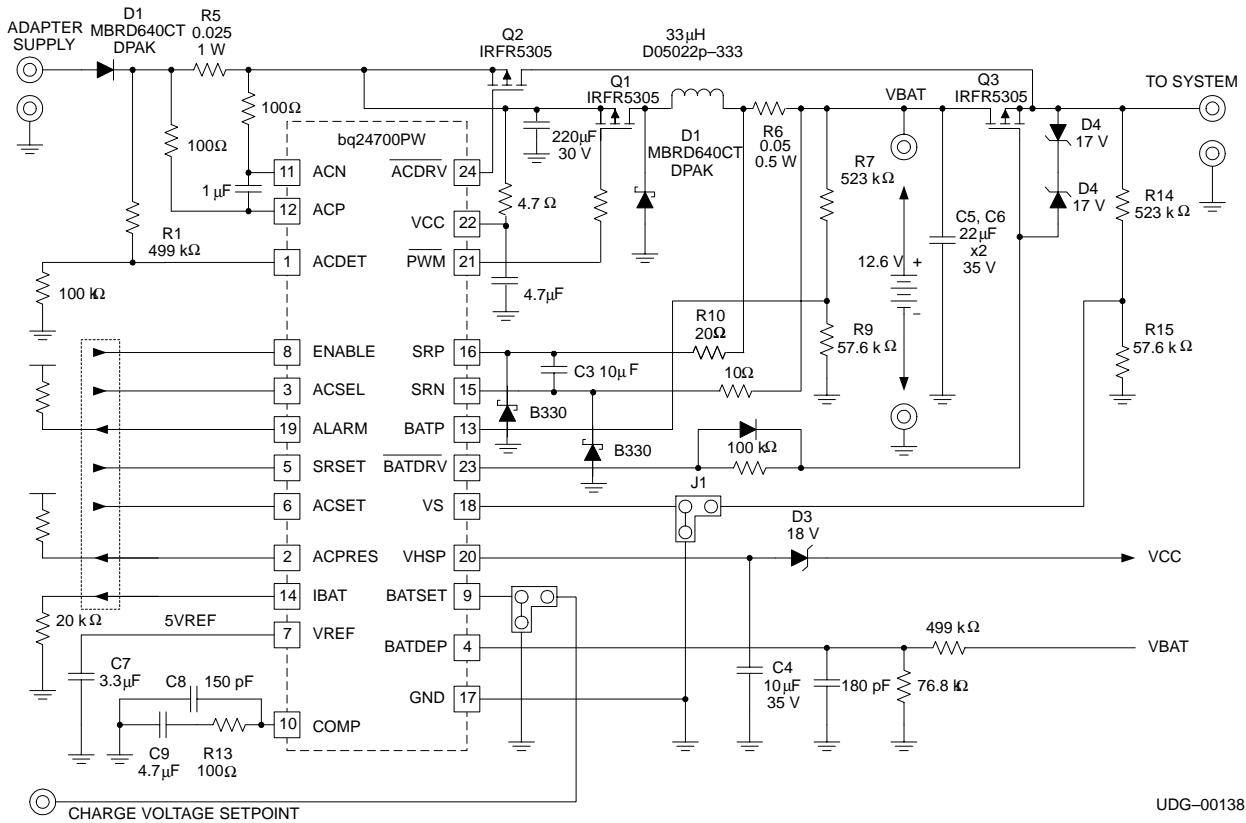 ADAPTER
SUPPLY
D1
MBRD640CT
DPAK
R5
0.025
1 W
Q2
IRFR5305
33µH
D05022p–333
Q1
IRFR5305
VBAT
Q3
IRFR5305
TO SYSTEM
100Ω
100Ω
1 µF
R1
499 kΩ
100 kΩ
bq24700PW
220µF
30 V
4.7 Ω
4.7µF
D1
MBRD640CT
DPAK
R6
0.05
0.5 W
R7
523 kΩ
D4
17 V
D4
17 V
R14
523 kΩ
C5, C6
22µF
x2
35 V
12.6 V
+
−
R9
57.6 kΩ
R15
57.6 kΩ
11 ACN
ACDRV 24
12 ACP
VCC 22
1 ACDET
PWM 21
8 ENABLE
SRP 16
3 ACSEL
SRN 15
19 ALARM
BATP 13
5 SRSET
BATDRV 23
6 ACSET
VS 18
2 ACPRES
VHSP 20
14 IBAT
BATSET 9
7 VREF
BATDEP 4
GND 17
10 COMP
R10
20Ω
C3 10µF
10Ω
B330
B330
100 kΩ
J1
D3
18 V
VCC
499 kΩ
VBAT
C4
10µF
35 V
180 pF
76.8 kΩ
20 kΩ
5VREF
C7
3.3µF
C8
150 pF
C9
4.7µF
R13
100Ω
CHARGE VOLTAGE SETPOINT
UDG–00138